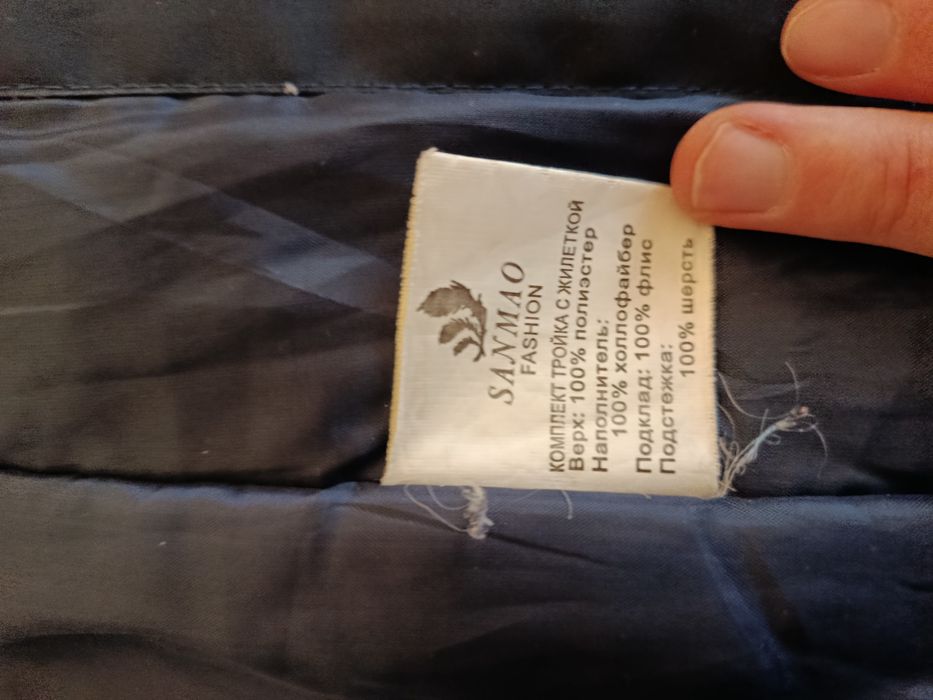 SANMAO
FASHION
КОМПЛЕКТ ТРОЙКА С ЖИЛЕТКОЙ
Верх: 100% полиэстер
Наполнитель:
100% холлофайбер
Подклад: 100% флис
Подстежка:
100% шерсть